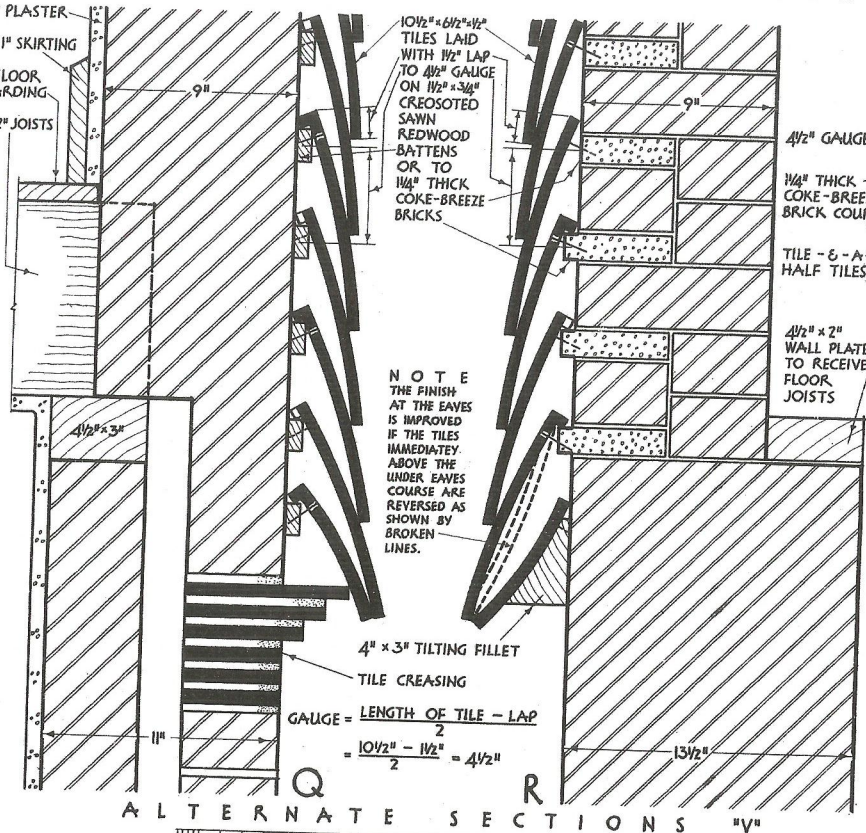 PLASTER
1" SKIRTING
2" JOISTS
9"
10½" × 6½" × ½"
TILES LAID
WITH 1½" LAP
TO 4½" GAUGE
ON 1½" × ¾"
CREOSOTED
SAWN
REDWOOD
BATTENS
OR TO
1¼" THICK
COKE-BREEZE
BRICKS
9"
4½" GAUGE
1¼" THICK
COKE-BREE
BRICK COU
TILE-&-A-
HALF TILES
4½" × 2"
WALL PLATE
TO RECEIVE
FLOOR
JOISTS
4½" × 3"
NOTE
THE FINISH
AT THE EAVES
IS IMPROVED
IF THE TILES
IMMEDIATEY
ABOVE THE
UNDER EAVES
COURSE ARE
REVERSED AS
SHOWN BY
BROKEN
LINES.
4" × 3" TILTING FILLET
TILE CREASING
GAUGE = LENGTH OF TILE – LAP
2
= 10½" – 1½" = 4½"
2
11"
13½"
Q
R
ALTERNATE SECTIONS "V"